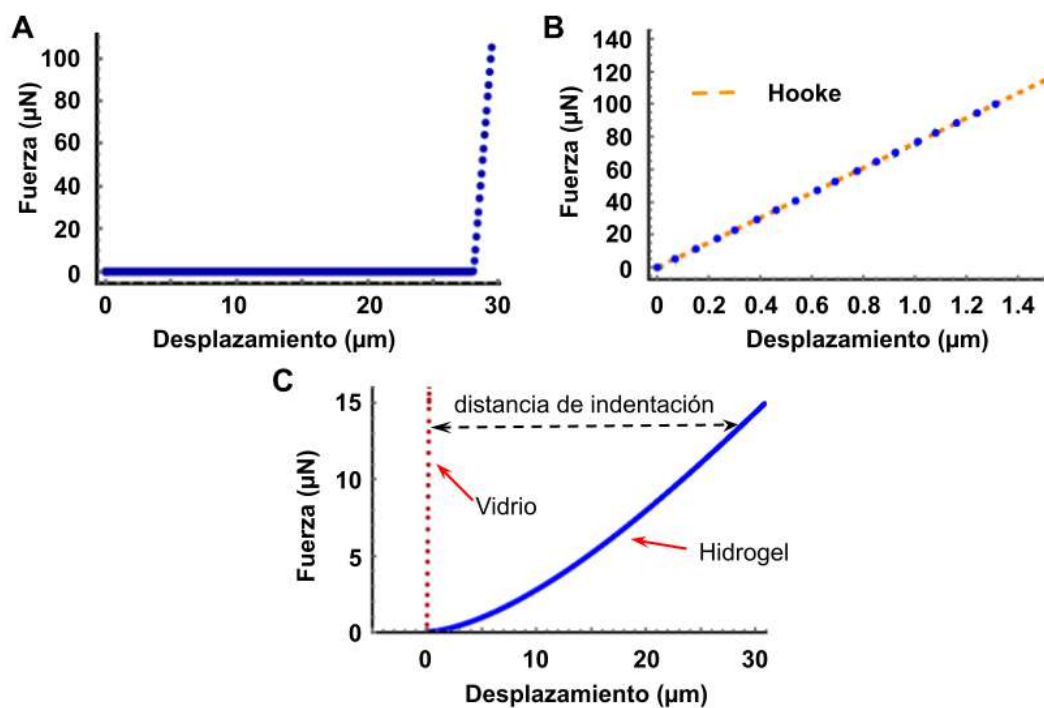 A
Fuerza (µN)
100
80
60
40
20
0
0 10 20 30
Desplazamiento (µm)
B
Fuerza (µN)
140
120
100
80
60
40
20
0
Hooke
0 0.2 0.4 0.6 0.8 1.0 1.2 1.4
Desplazamiento (µm)
C
Fuerza (µN)
15
10
5
0
distancia de indentación
Vidrio
Hidrogel
0 10 20 30
Desplazamiento (µm)